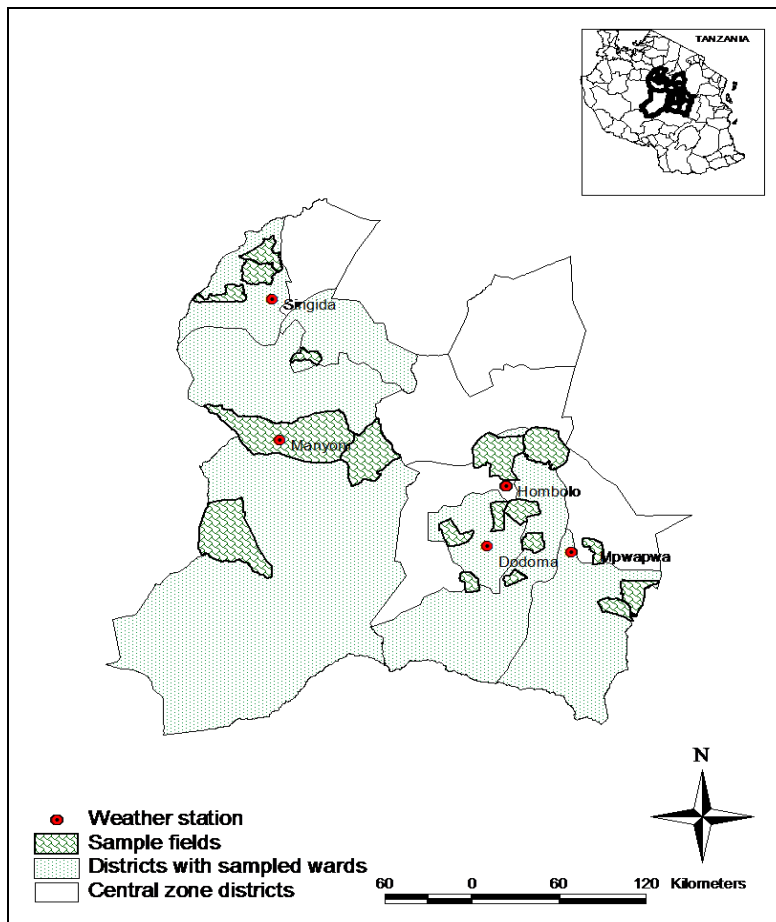 TANZANIA
Singida
Manyoni
Hombolo
Dodoma
Mpwapwa
N
Weather station
Sample fields
Districts with sampled wards
Central zone districts
60 0 60 120 Kilometers